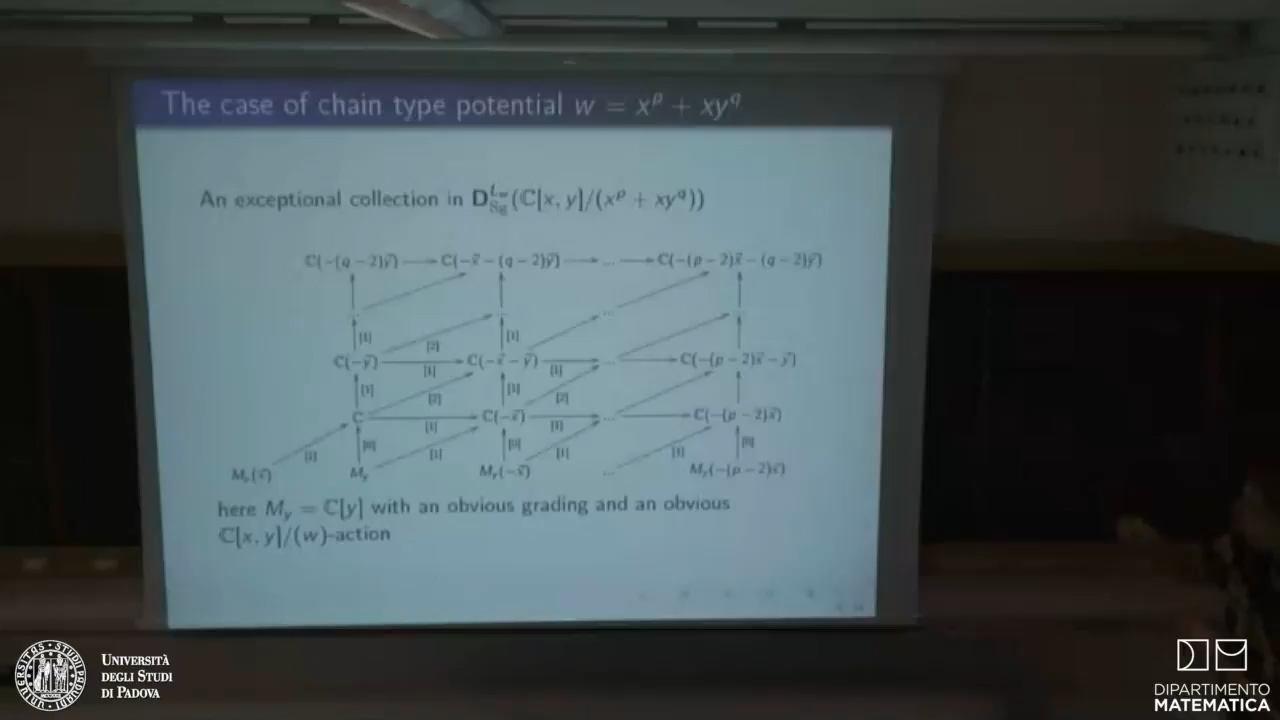 The case of chain type potential w = x^p + xy^q
An exceptional collection in D^{L_w}_{Sg}(ℂ[x, y]/(x^p + xy^q))
ℂ(−(q − 2)y⃗) ℂ(−x⃗ − (q − 2)y⃗) ... ℂ(−(p − 2)x⃗ − (q − 2)y⃗)
... ... ... ...
[1] [2] [1]
ℂ(−y⃗) ℂ(−x⃗ − y⃗) ... ℂ(−(p − 2)x⃗ − y⃗)
[1] [1]
[1] [2] [1] [2]
ℂ ℂ(−x⃗) ... ℂ(−(p − 2)x⃗)
[1] [1]
[1] [0] [1] [0] [1] [1] [0]
M_y(x⃗) M_y M_y(−x⃗) ... M_y(−(p − 2)x⃗)
here M_y = ℂ[y] with an obvious grading and an obvious
ℂ[x, y]/(w)-action
UNIVERSITÀ
DEGLI STUDI
DI PADOVA
DIPARTIMENTO
MATEMATICA